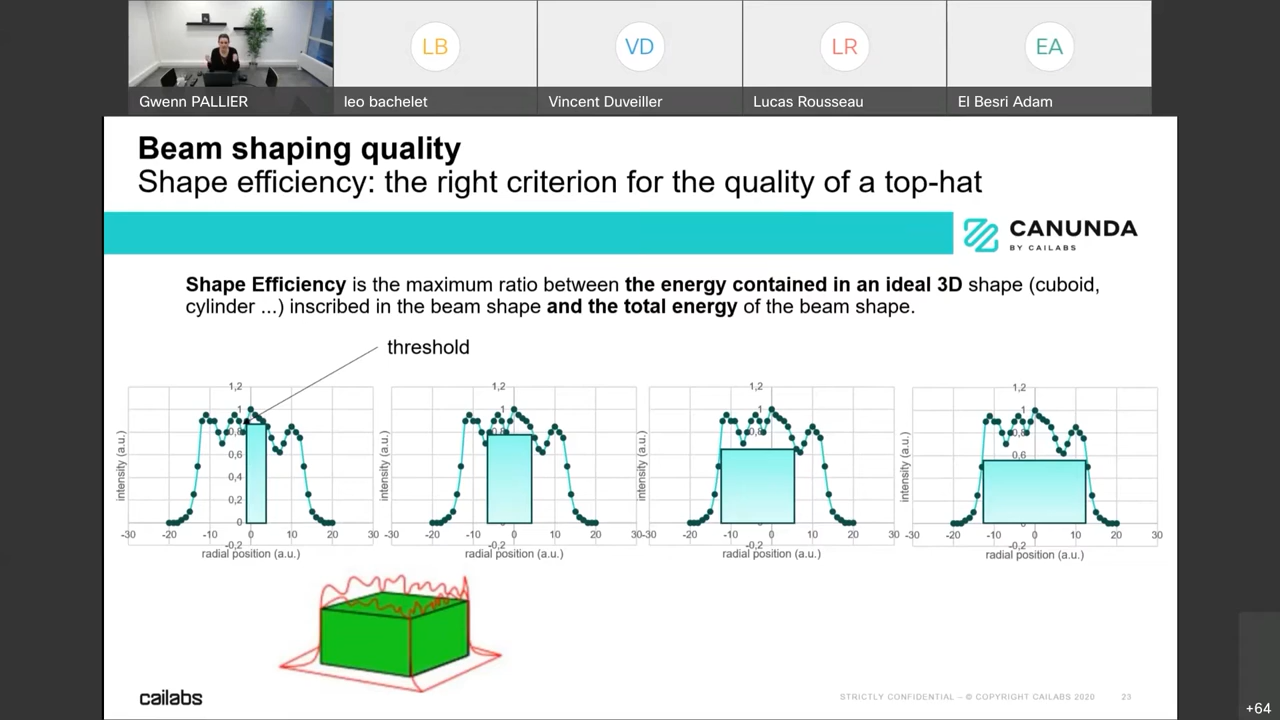 LB
VD
LR
EA
Gwenn PALLIER
leo bachelet
Vincent Duveiller
Lucas Rousseau
El Besri Adam
Beam shaping quality
Shape efficiency: the right criterion for the quality of a top-hat
CANUNDA
BY CAILABS
Shape Efficiency is the maximum ratio between the energy contained in an ideal 3D shape (cuboid,
cylinder ...) inscribed in the beam shape and the total energy of the beam shape.
threshold
1,2
1
0,8
0,6
0,4
0,2
0
-0,2
-30 -20 -10 0 10 20 30
intensity (a.u.)
radial position (a.u.)
1,2
1
0,8
-0,2
-30 -20 -10 0 10 20 30
intensity (a.u.)
radial position (a.u.)
1,2
1
0,8
-0,2
-30 -20 -10 0 10 20 30
intensity (a.u.)
radial position (a.u.)
1,2
1
0,8
0,6
-0,2
-30 -20 -10 0 10 20 30
intensity (a.u.)
radial position (a.u.)
cailabs
STRICTLY CONFIDENTIAL – © COPYRIGHT CAILABS 2020 23
+64